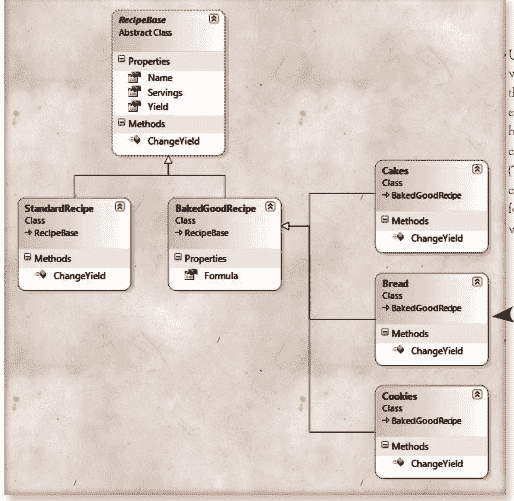 RecipeBase
Abstract Class
Properties
Name
Servings
Yield
Methods
ChangeYield
StandardRecipe
Class
RecipeBase
Methods
ChangeYield
BakedGoodRecipe
Class
RecipeBase
Properties
Formula
Cakes
Class
BakedGoodRecipe
Methods
ChangeYield
Bread
Class
BakedGoodRecipe
Methods
ChangeYield
Cookies
Class
BakedGoodRecipe
Methods
ChangeYield